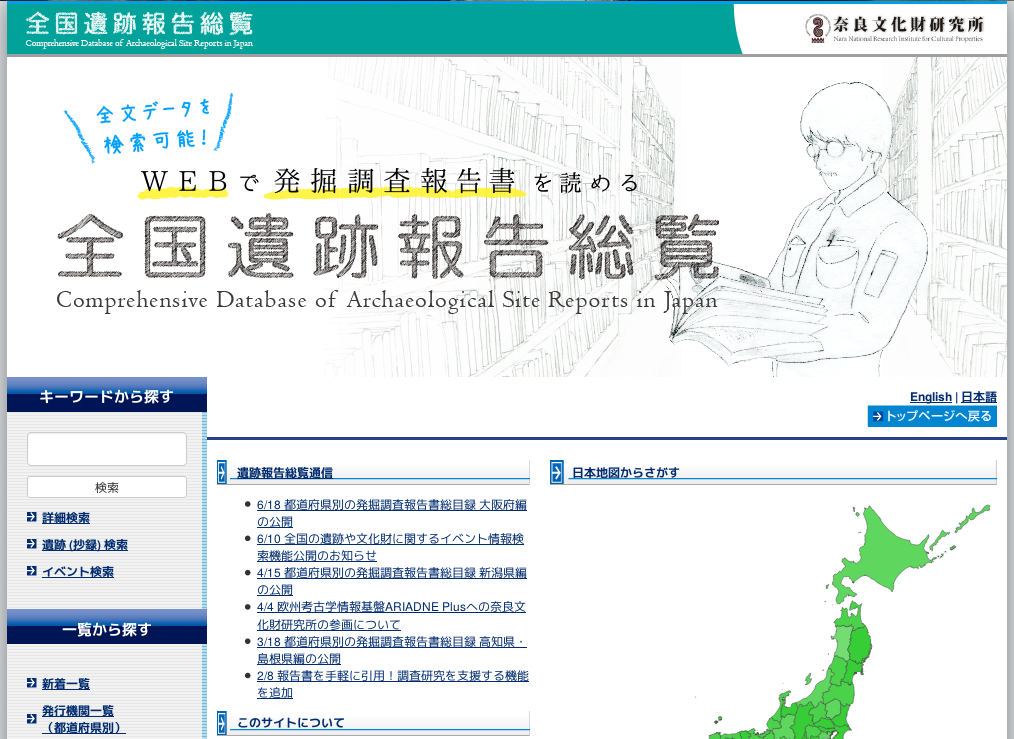 全国遺跡報告総覧
Comprehensive Database of Archaeological Site Reports in Japan
奈良文化財研究所
Nara National Research Institute for Cultural Properties
全文データを
検索可能!
WEBで 発掘調査報告書 を読める
全国遺跡報告総覧
Comprehensive Database of Archaeological Site Reports in Japan
キーワードから探す
検索
詳細検索
遺跡 (抄録) 検索
イベント検索
一覧から探す
新着一覧
発行機関一覧
（都道府県別）
English | 日本語
トップページへ戻る
遺跡報告総覧通信
6/18 都道府県別の発掘調査報告書総目録 大阪府編
の公開
6/10 全国の遺跡や文化財に関するイベント情報検
索機能公開のお知らせ
4/15 都道府県別の発掘調査報告書総目録 新潟県編
の公開
4/4 欧州考古学情報基盤ARIADNE Plusへの奈良文
化財研究所の参画について
3/18 都道府県別の発掘調査報告書総目録 高知県・
島根県編の公開
2/8 報告書を手軽に引用！調査研究を支援する機能
を追加
このサイトについて
日本地図からさがす